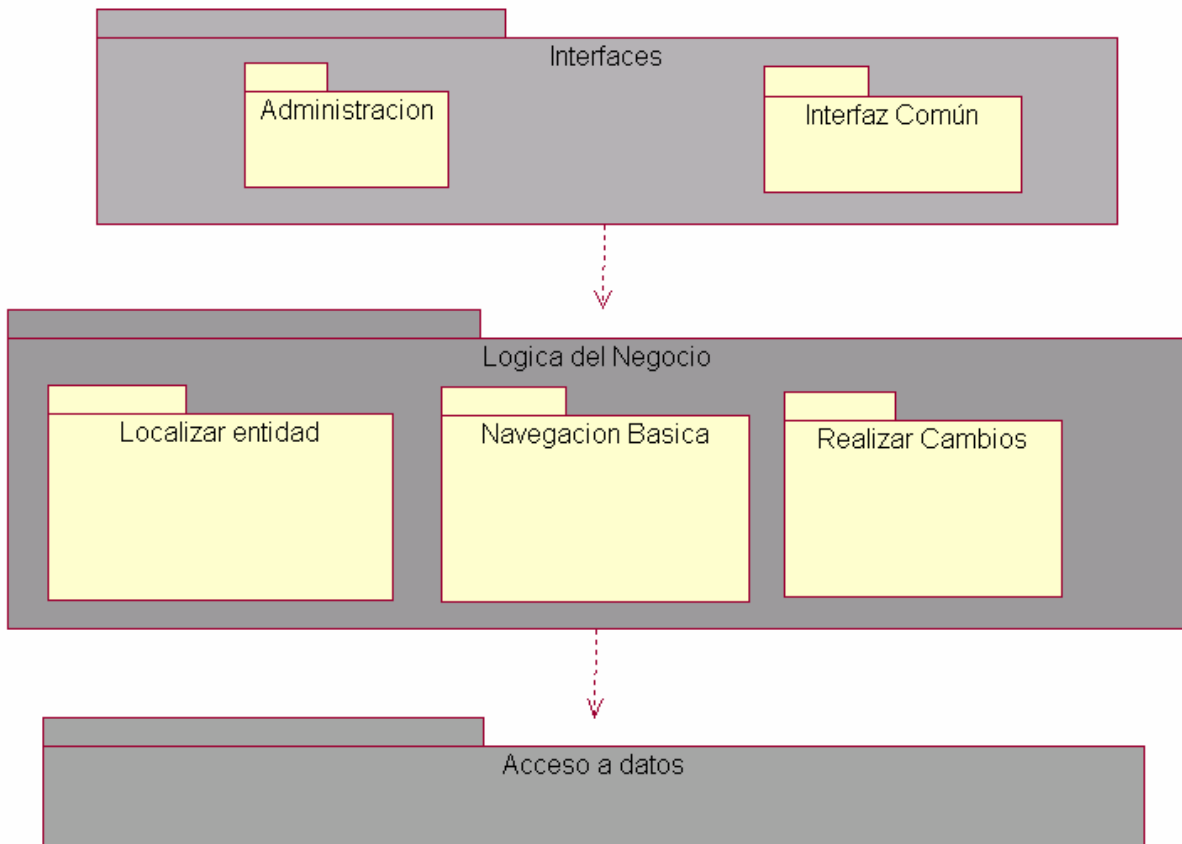 Interfaces
Administracion
Interfaz Común
Logica del Negocio
Localizar entidad
Navegacion Basica
Realizar Cambios
Acceso a datos